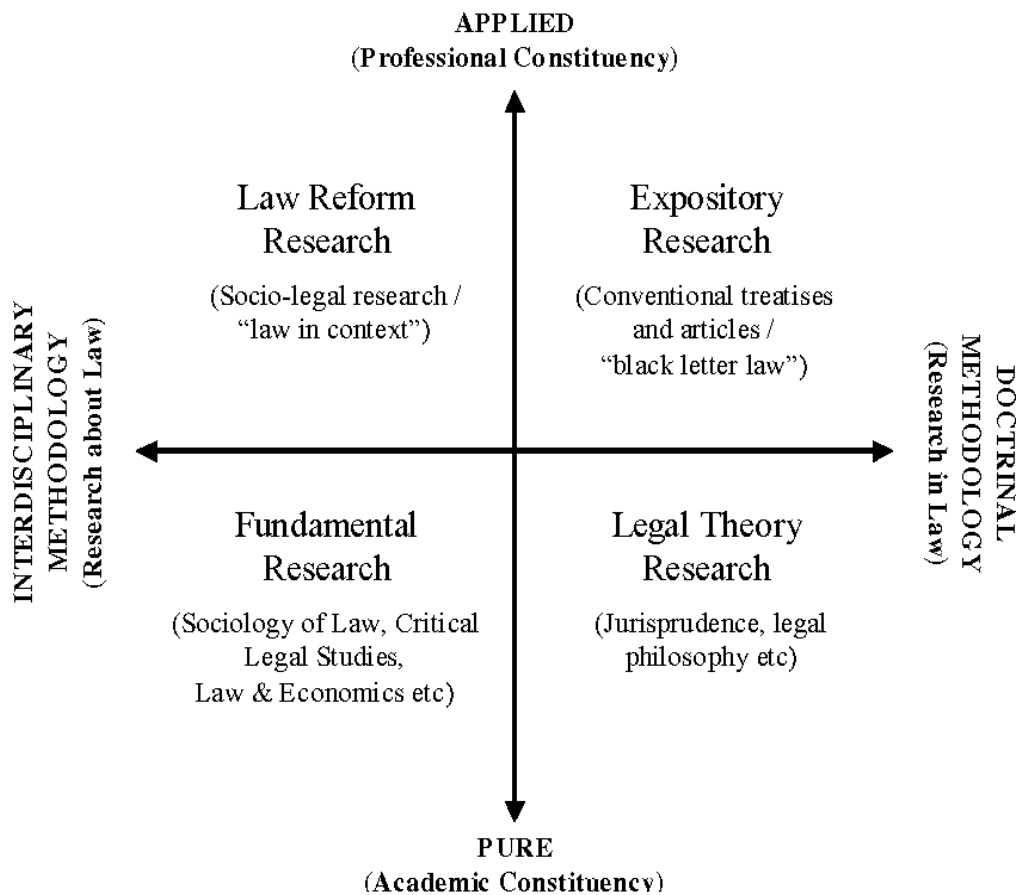 APPLIED
(Professional Constituency)
Law Reform
Research
(Socio-legal research /
“law in context”)
Expository
Research
(Conventional treatises
and articles /
“black letter law”)
INTERDISCIPLINARY
METHODOLOGY
(Research about Law)
DOCTRINAL
METHODOLOGY
(Research in Law)
Fundamental
Research
(Sociology of Law, Critical
Legal Studies,
Law & Economics etc)
Legal Theory
Research
(Jurisprudence, legal
philosophy etc)
PURE
(Academic Constituency)